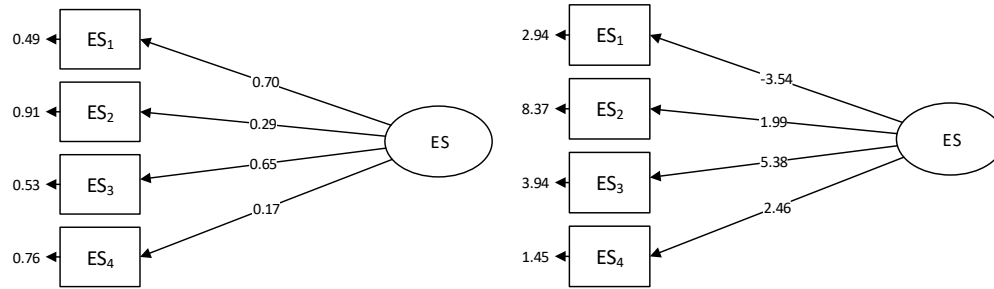 0.49
ES₁
0.70
0.91
ES₂
0.29
ES
0.65
0.53
ES₃
0.17
0.76
ES₄
2.94
ES₁
-3.54
8.37
ES₂
1.99
ES
5.38
3.94
ES₃
2.46
1.45
ES₄